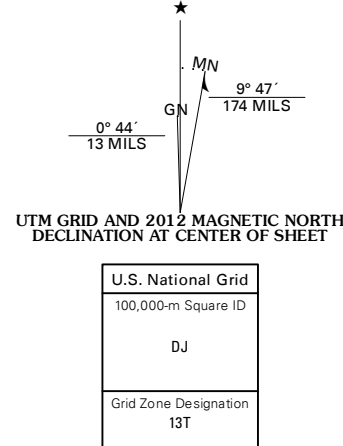 MN
GN
9° 47´
174 MILS
0° 44´
13 MILS
UTM GRID AND 2012 MAGNETIC NORTH
DECLINATION AT CENTER OF SHEET
U.S. National Grid
100,000-m Square ID
DJ
Grid Zone Designation
13T